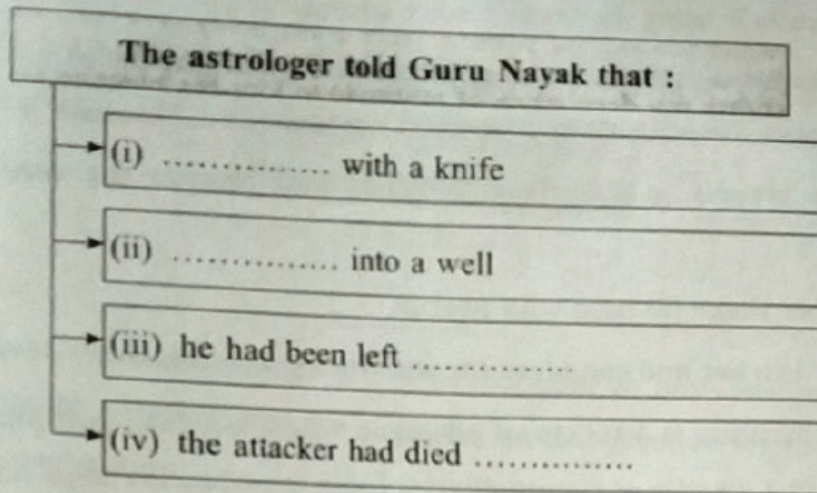 The astrologer told Guru Nayak that :
(i) .............. with a knife
(ii) .............. into a well
(iii) he had been left ..............
(iv) the attacker had died ..............